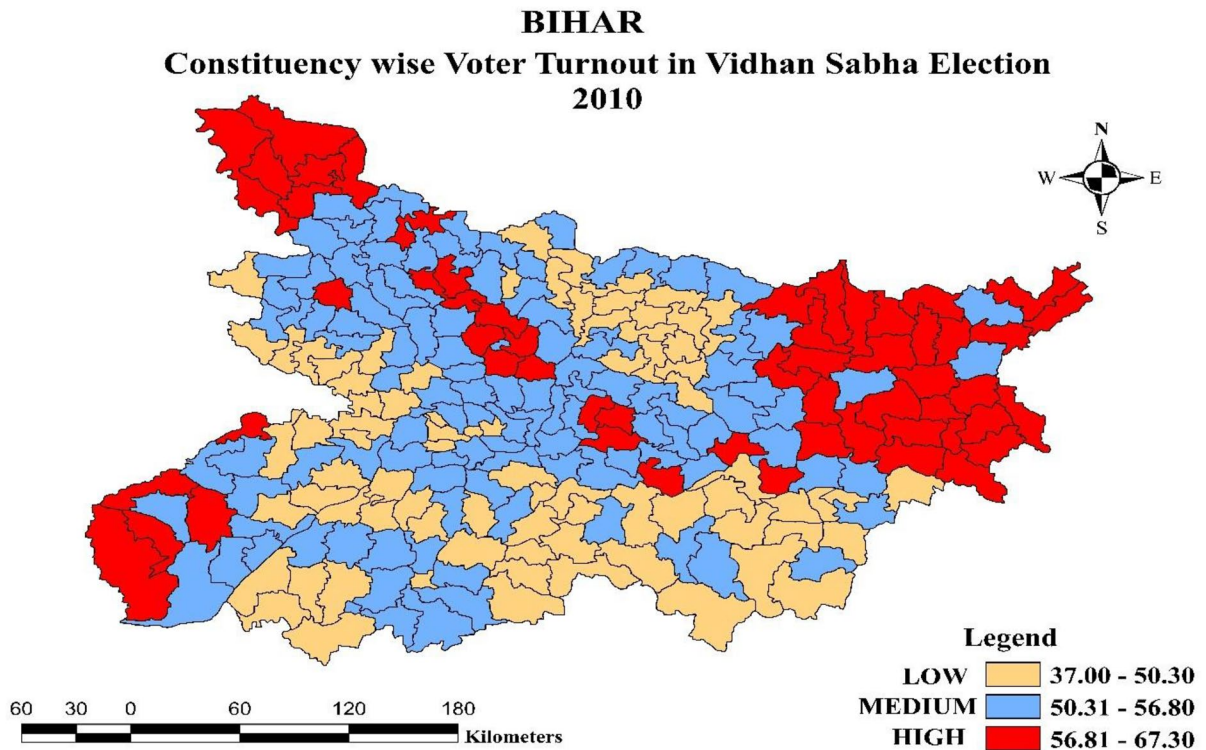 BIHAR
Constituency wise Voter Turnout in Vidhan Sabha Election
2010
N
W E
S
Legend
LOW 37.00 - 50.30
MEDIUM 50.31 - 56.80
HIGH 56.81 - 67.30
60 30 0 60 120 180
Kilometers